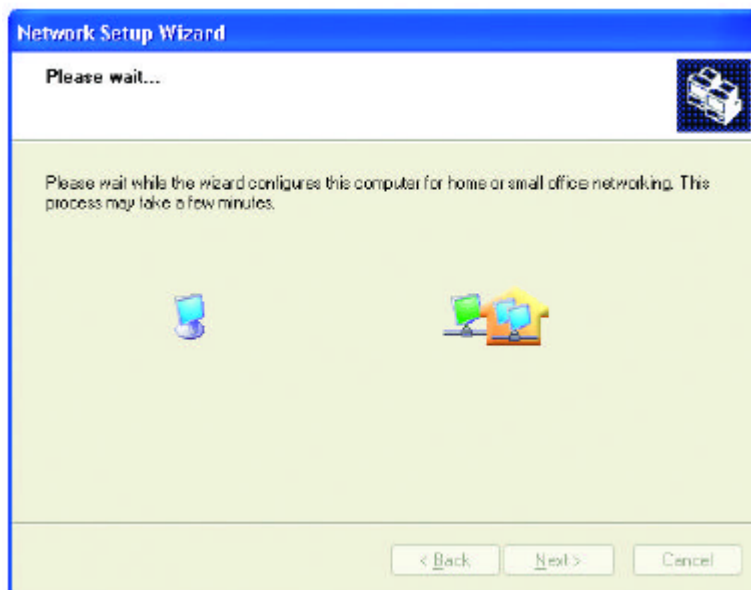 Network Setup Wizard
Please wait...
Please wait while the wizard configures this computer for home or small office networking. This
process may take a few minutes.
< Back
Next >
Cancel